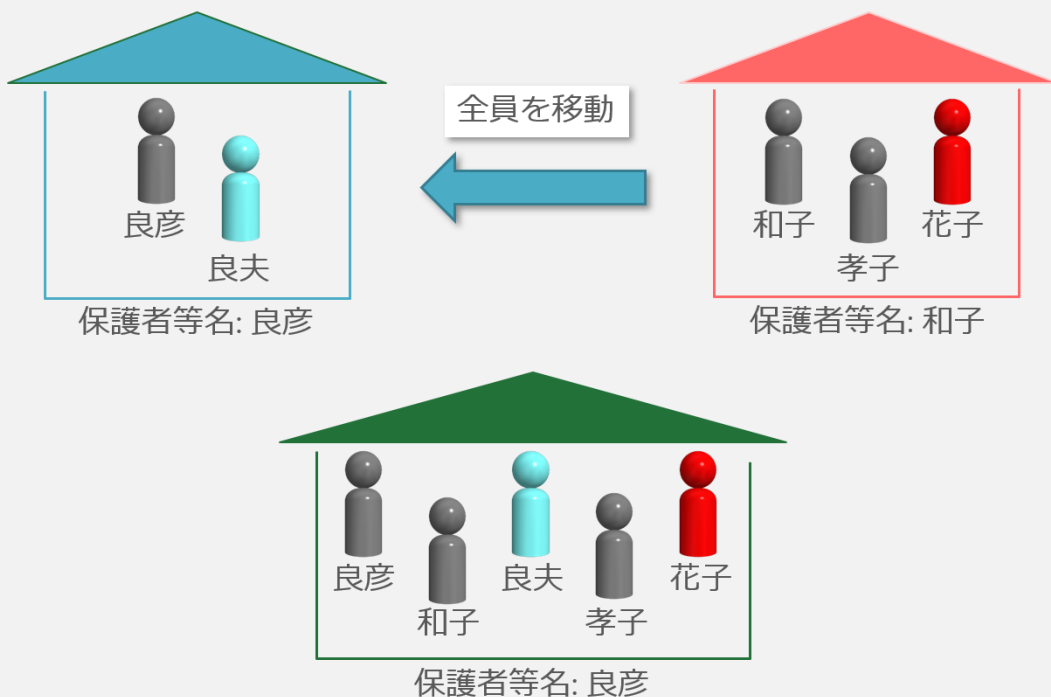 全員を移動
良彦
良夫
保護者等名: 良彦
和子
孝子
花子
保護者等名: 和子
良彦
和子
良夫
孝子
花子
保護者等名: 良彦